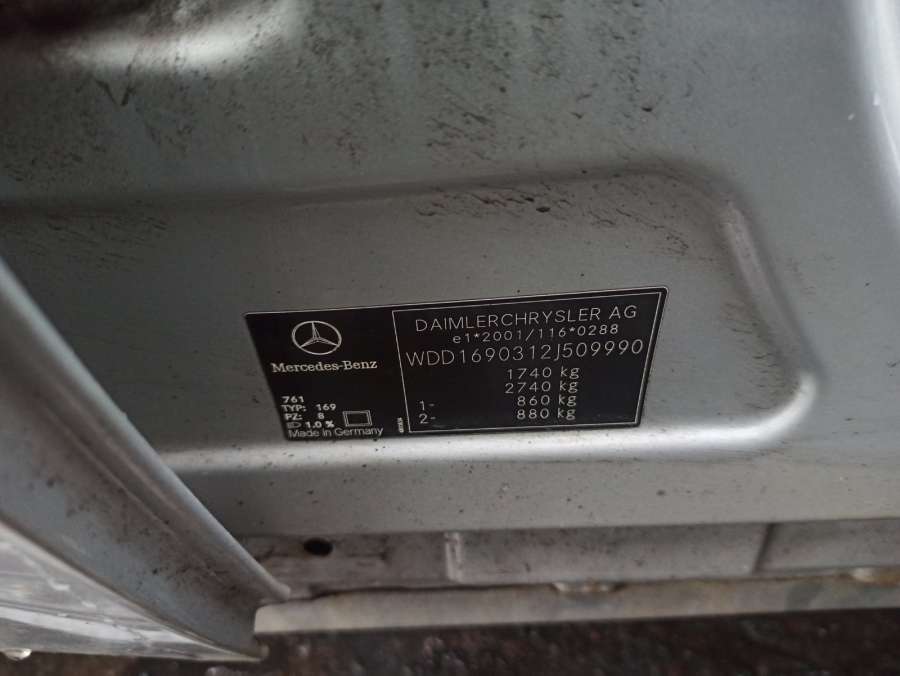 Mercedes-Benz
761
TYP: 169
PZ: 8
1.0 %
Made in Germany
DAIMLERCHRYSLER AG
e1*2001/116*0288
WDD1690312J509990
1740 kg
2740 kg
1- 860 kg
2- 880 kg